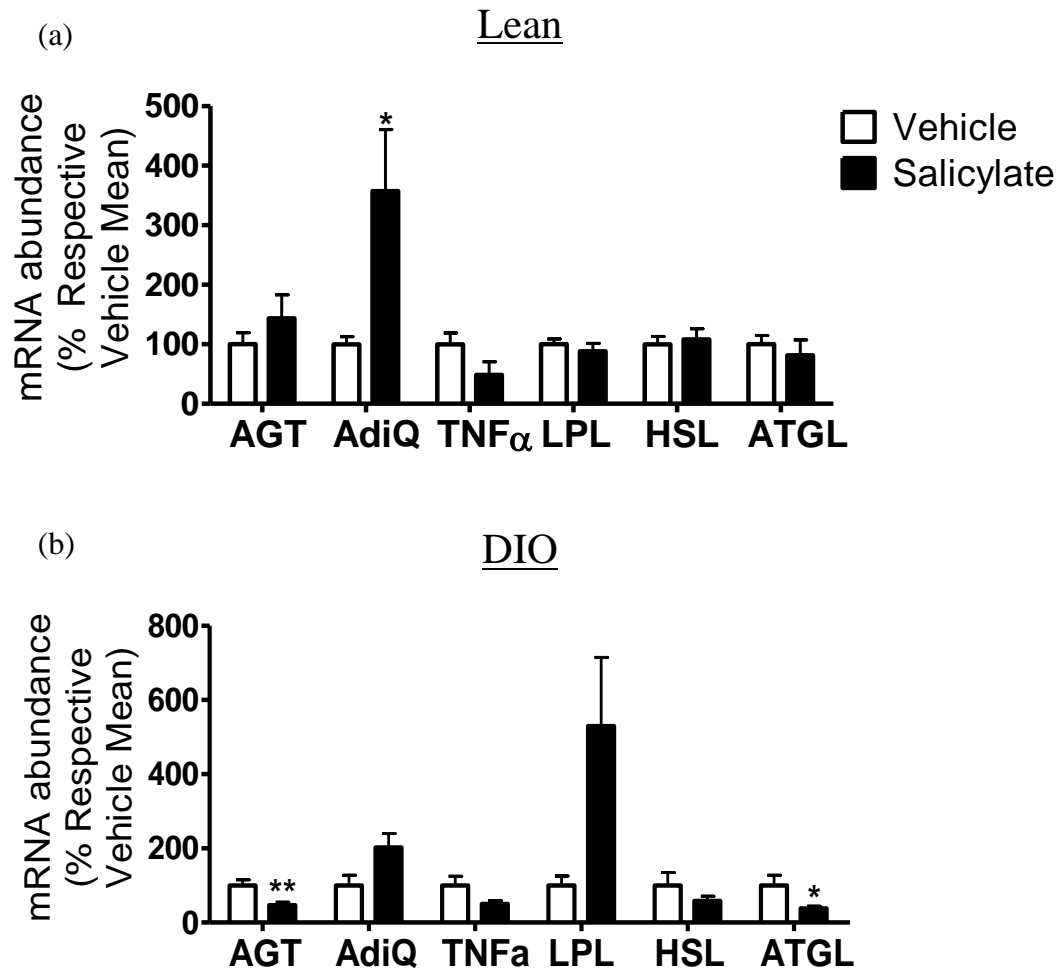 (a)
Lean
mRNA abundance
(% Respective
Vehicle Mean)
500
400
300
200
100
0
*
Vehicle
Salicylate
AGT AdiQ TNFα LPL HSL ATGL
(b)
DIO
mRNA abundance
(% Respective
Vehicle Mean)
800
600
400
200
0
** *
AGT AdiQ TNFa LPL HSL ATGL